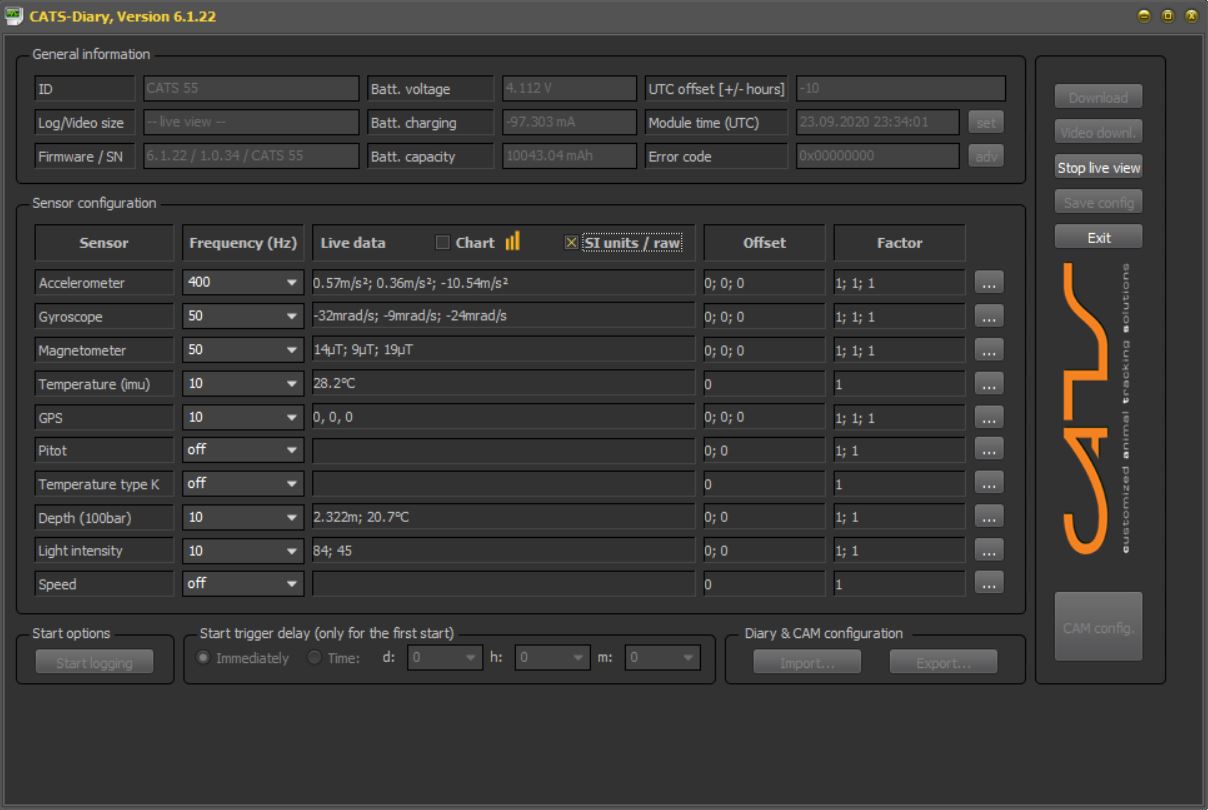 CATS-Diary, Version 6.1.22
General information
ID CATS 55 Batt. voltage 4.112 V UTC offset [+/- hours] -10
Log/Video size -- live view -- Batt. charging -97.303 mA Module time (UTC) 23.09.2020 23:34:01 set
Firmware / SN 6.1.22 / 1.0.34 / CATS 55 Batt. capacity 10043.04 mAh Error code 0x00000000 adv
Sensor configuration
Sensor Frequency (Hz) Live data Chart SI units / raw Offset Factor
Accelerometer 400 0.57m/s²; 0.36m/s²; -10.54m/s² 0; 0; 0 1; 1; 1 ...
Gyroscope 50 -32mrad/s; -9mrad/s; -24mrad/s 0; 0; 0 1; 1; 1 ...
Magnetometer 50 14µT; 9µT; 19µT 0; 0; 0 1; 1; 1 ...
Temperature (imu) 10 28.2°C 0 1 ...
GPS 10 0, 0, 0 0; 0; 0 1; 1; 1 ...
Pitot off 0; 0 1; 1 ...
Temperature type K off 0 1 ...
Depth (100bar) 10 2.322m; 20.7°C 0; 0 1; 1 ...
Light intensity 10 84; 45 0; 0 1; 1 ...
Speed off 0 1 ...
Start options
Start logging
Start trigger delay (only for the first start)
Immediately Time: d: 0 h: 0 m: 0
Diary & CAM configuration
Import... Export...
Download
Video downl.
Stop live view
Save config
Exit
CATS
customized animal tracking solutions
CAM config.